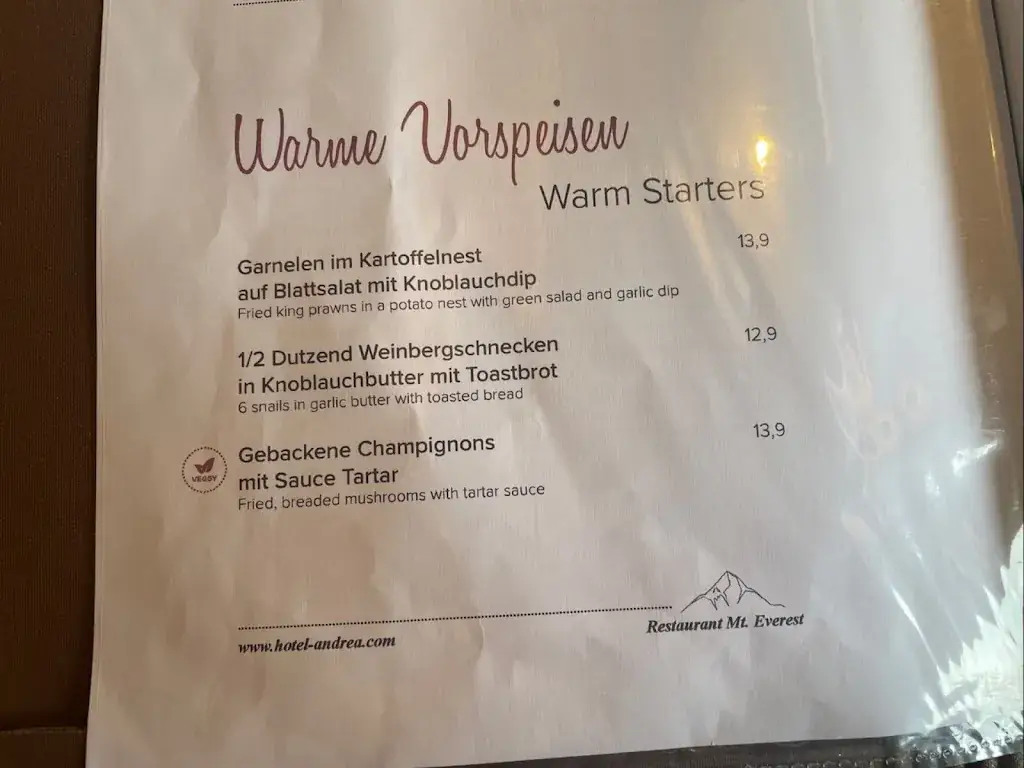 Warme Vorspeisen
Warm Starters
Garnelen im Kartoffelnest 13,9
auf Blattsalat mit Knoblauchdip
Fried king prawns in a potato nest with green salad and garlic dip
1/2 Dutzend Weinbergschnecken 12,9
in Knoblauchbutter mit Toastbrot
6 snails in garlic butter with toasted bread
Gebackene Champignons 13,9
mit Sauce Tartar
VEGGY
Fried, breaded mushrooms with tartar sauce
www.hotel-andrea.com
Restaurant Mt. Everest